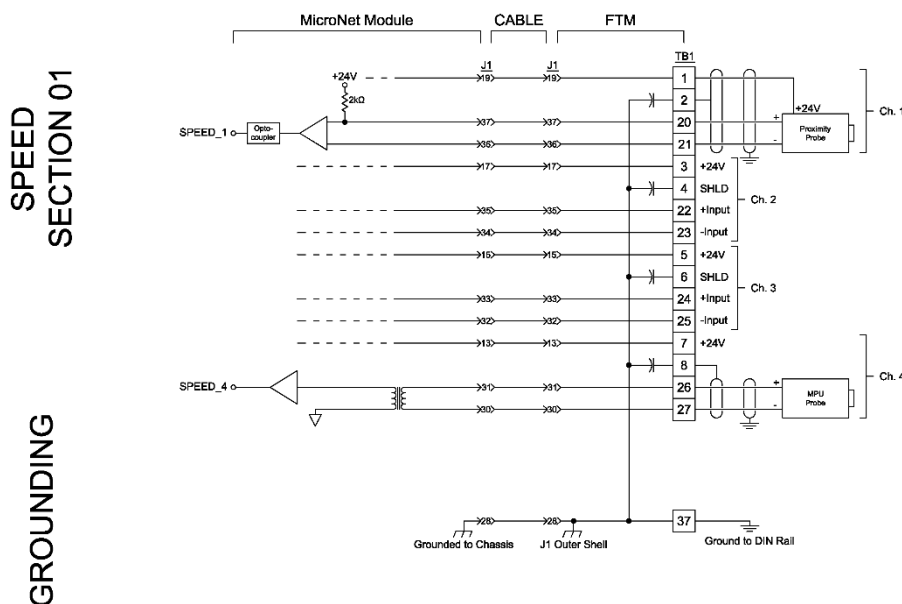 MicroNet Module CABLE FTM
SPEED
SECTION 01
J1 J1 TB1
+24V 19 19 1
2kΩ 2 +24V
SPEED_1 Opto-coupler 37 37 20 + Proximity Probe Ch. 1
36 36 21 -
17 17 3 +24V
4 SHLD Ch. 2
35 35 22 +Input
34 34 23 -Input
15 15 5 +24V
6 SHLD Ch. 3
33 33 24 +Input
32 32 25 -Input
13 13 7 +24V
8 Ch. 4
SPEED_4 31 31 26 + MPU Probe
30 30 27 -
GROUNDING
28 28 37
Grounded to Chassis J1 Outer Shell Ground to DIN Rail